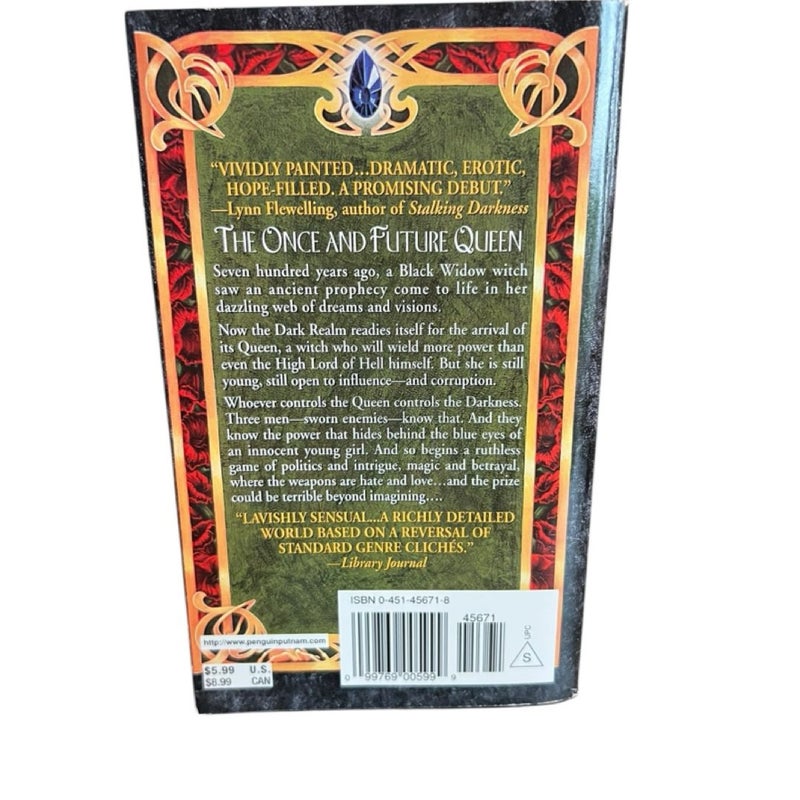 “VIVIDLY PAINTED...DRAMATIC, EROTIC,
HOPE-FILLED. A PROMISING DEBUT.”
—Lynn Flewelling, author of Stalking Darkness
THE ONCE AND FUTURE QUEEN
Seven hundred years ago, a Black Widow witch
saw an ancient prophecy come to life in her
dazzling web of dreams and visions.
Now the Dark Realm readies itself for the arrival of
its Queen, a witch who will wield more power than
even the High Lord of Hell himself. But she is still
young, still open to influence—and corruption.
Whoever controls the Queen controls the Darkness.
Three men—sworn enemies—know that. And they
know the power that hides behind the blue eyes of
an innocent young girl. And so begins a ruthless
game of politics and intrigue, magic and betrayal,
where the weapons are hate and love...and the prize
could be terrible beyond imagining....
“LAVISHLY SENSUAL...A RICHLY DETAILED
WORLD BASED ON A REVERSAL OF
STANDARD GENRE CLICHÉS.”
—Library Journal
ISBN 0-451-45671-8
45671
UPC
S
0 99769 00599 9
http://www.penguinputnam.com
$5.99 U.S.
$8.99 CAN